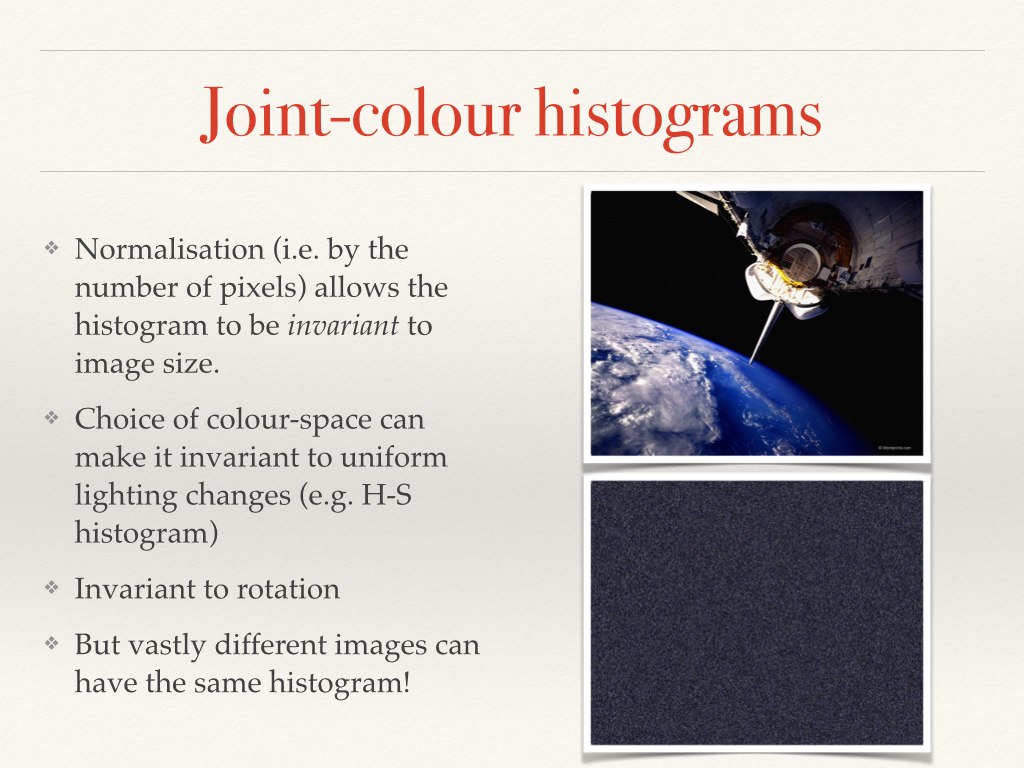 Joint-colour histograms
❖ Normalisation (i.e. by the
number of pixels) allows the
histogram to be invariant to
image size.
❖ Choice of colour-space can
make it invariant to uniform
lighting changes (e.g. H-S
histogram)
❖ Invariant to rotation
❖ But vastly different images can
have the same histogram!